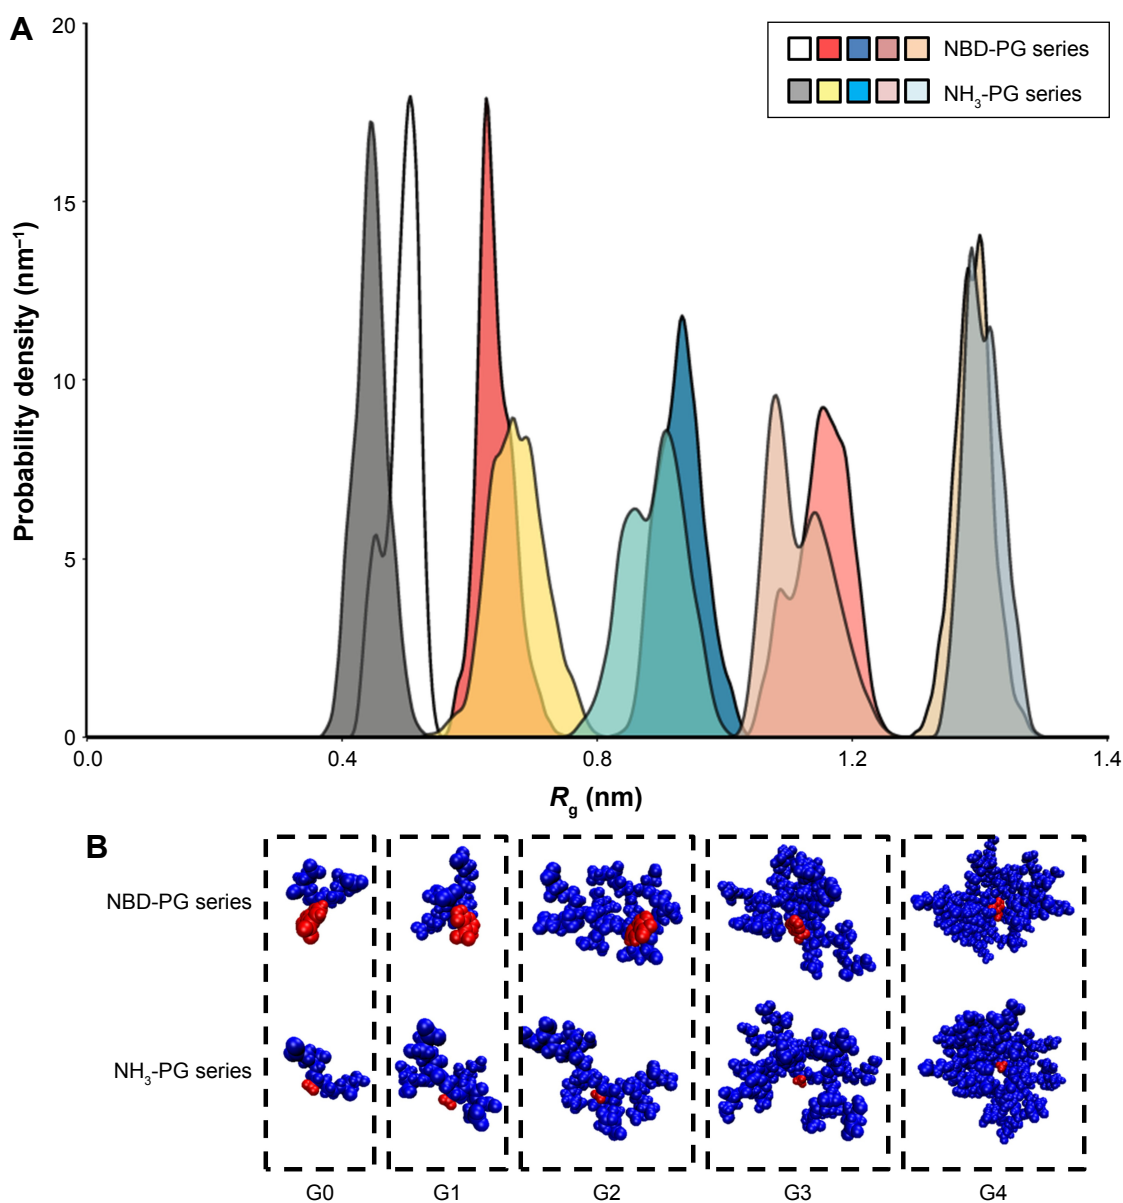 A
20
15
10
5
0
Probability density (nm⁻¹)
NBD-PG series
NH₃-PG series
0.0 0.4 0.8 1.2 1.4
Rg (nm)
B
NBD-PG series
NH₃-PG series
G0 G1 G2 G3 G4